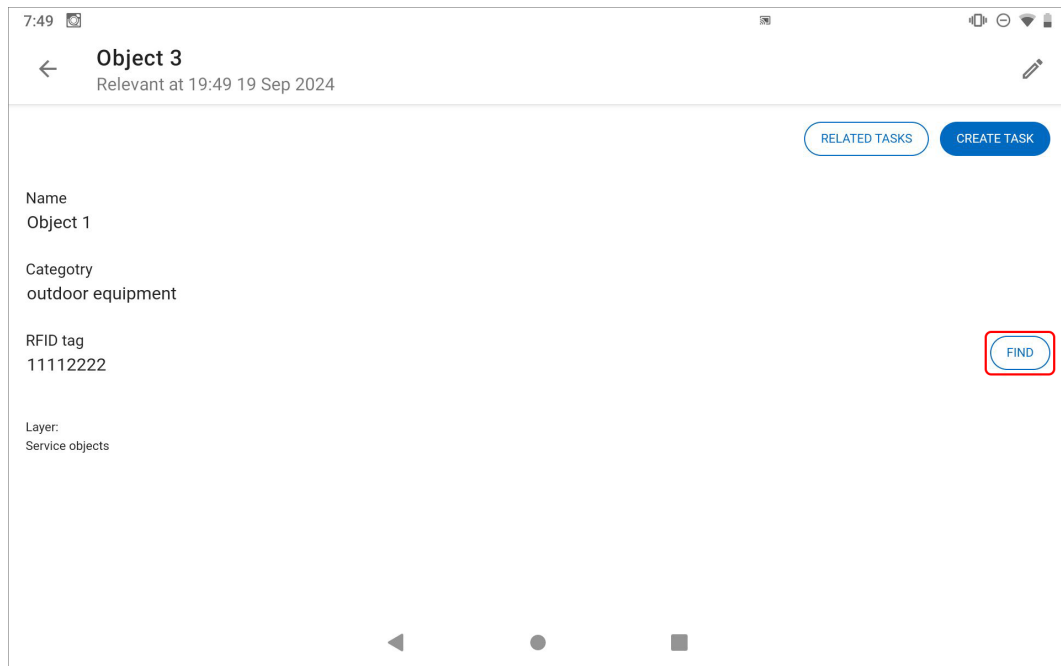 7:49
Object 3
Relevant at 19:49 19 Sep 2024
RELATED TASKS
CREATE TASK
Name
Object 1
Categotry
outdoor equipment
RFID tag
11112222
FIND
Layer:
Service objects